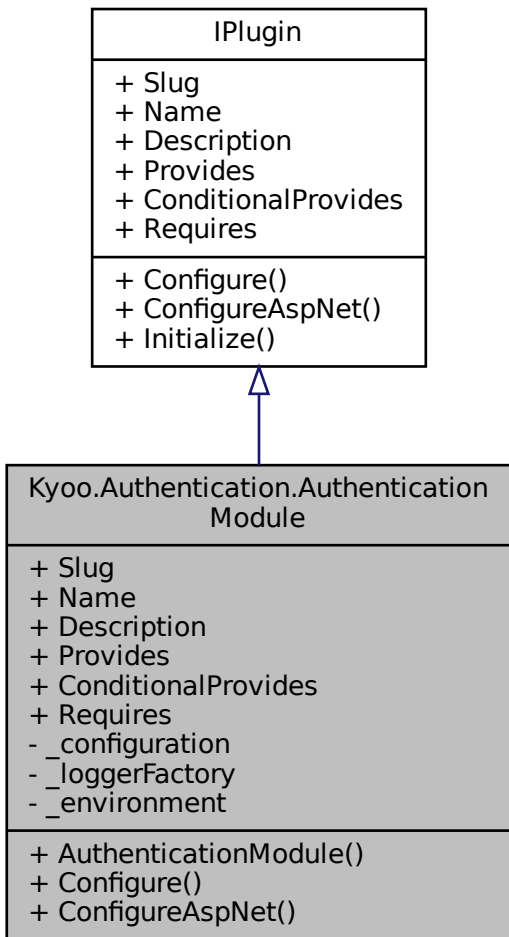 IPlugin
+ Slug
+ Name
+ Description
+ Provides
+ ConditionalProvides
+ Requires
+ Configure()
+ ConfigureAspNet()
+ Initialize()
Kyoo.Authentication.Authentication
Module
+ Slug
+ Name
+ Description
+ Provides
+ ConditionalProvides
+ Requires
- _configuration
- _loggerFactory
- _environment
+ AuthenticationModule()
+ Configure()
+ ConfigureAspNet()